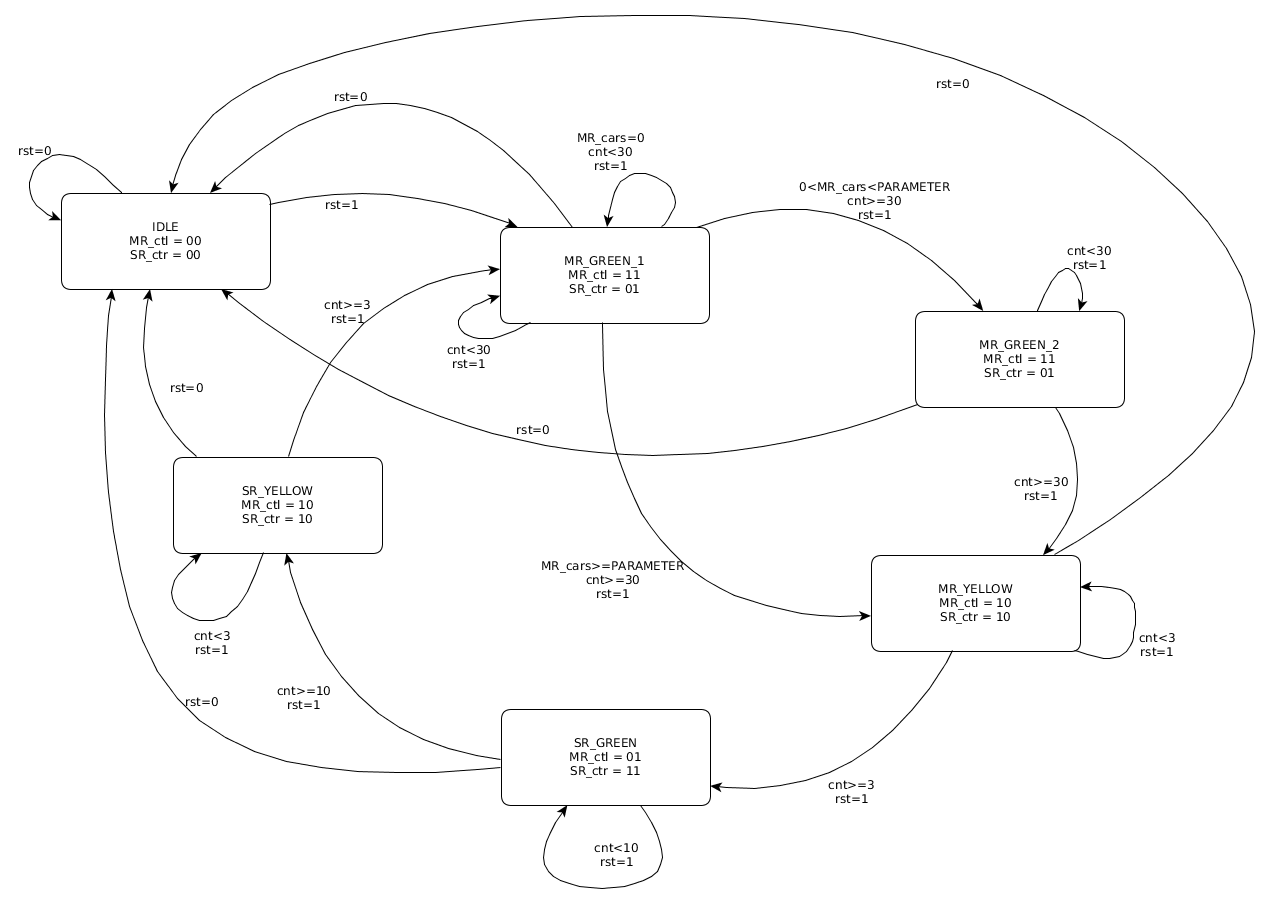 rst=0
rst=0
MR_cars=0
cnt<30
rst=1
rst=0
0<MR_cars<PARAMETER
cnt>=30
rst=1
rst=1
IDLE
MR_ctl = 00
SR_ctr = 00
MR_GREEN_1
MR_ctl = 11
SR_ctr = 01
cnt<30
rst=1
cnt>=3
rst=1
cnt<30
rst=1
MR_GREEN_2
MR_ctl = 11
SR_ctr = 01
rst=0
rst=0
SR_YELLOW
MR_ctl = 10
SR_ctr = 10
cnt>=30
rst=1
MR_cars>=PARAMETER
cnt>=30
rst=1
MR_YELLOW
MR_ctl = 10
SR_ctr = 10
cnt<3
rst=1
cnt<3
rst=1
cnt>=10
rst=1
rst=0
SR_GREEN
MR_ctl = 01
SR_ctr = 11
cnt>=3
rst=1
cnt<10
rst=1